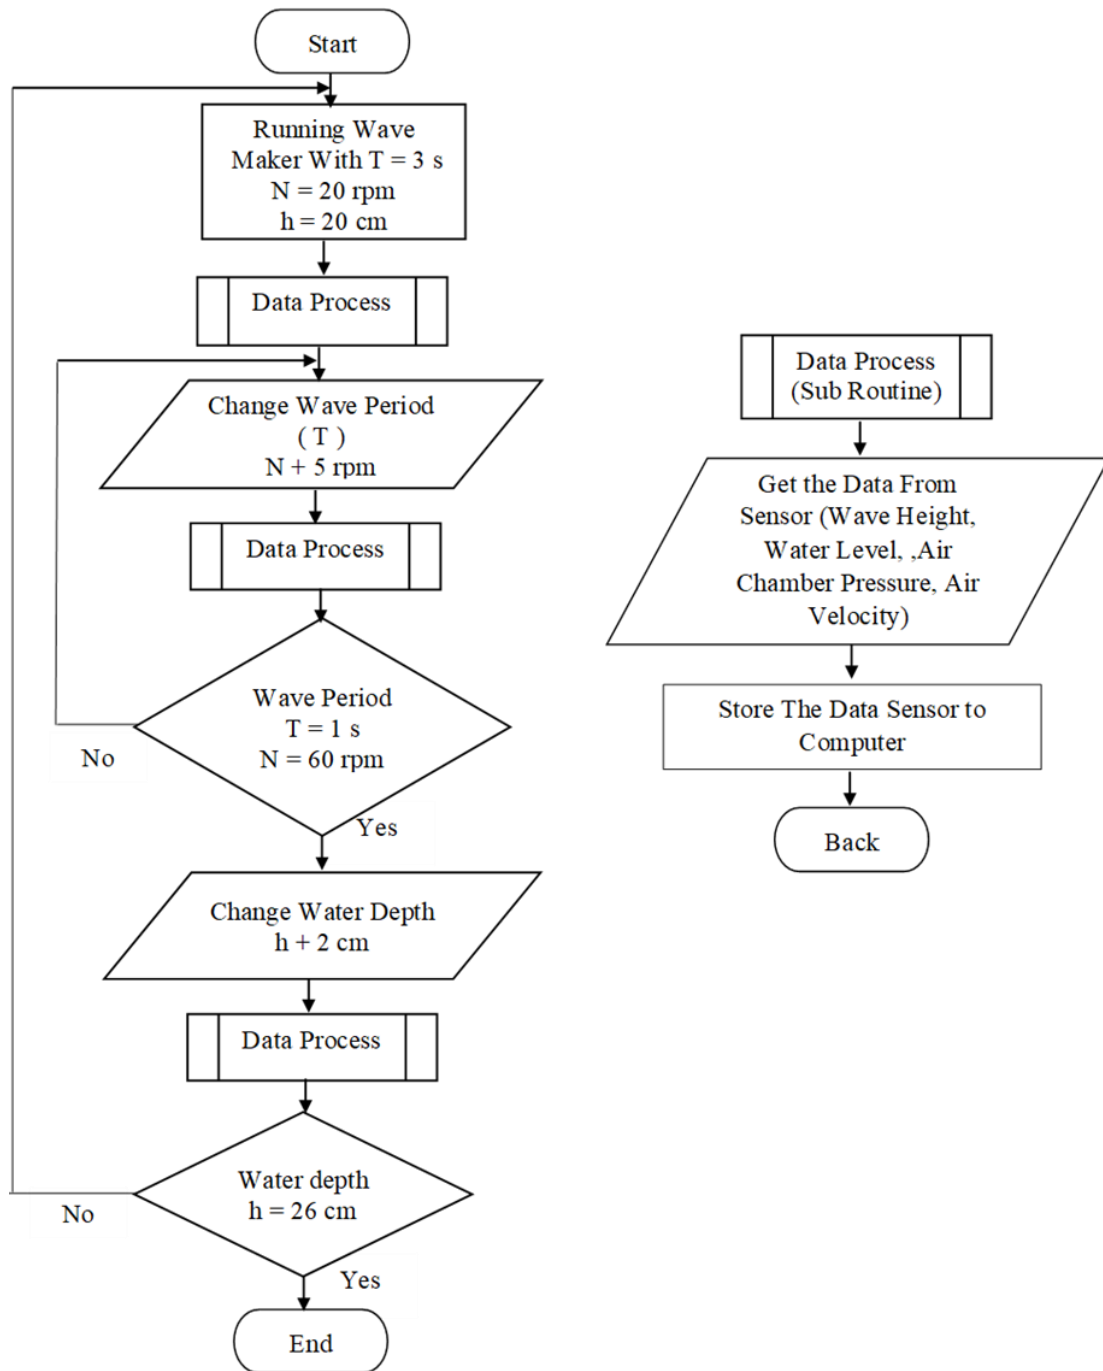 Start
Running Wave
Maker With T = 3 s
N = 20 rpm
h = 20 cm
Data Process
Change Wave Period
( T )
N + 5 rpm
Data Process
Wave Period
T = 1 s
N = 60 rpm
No
Yes
Change Water Depth
h + 2 cm
Data Process
Water depth
h = 26 cm
No
Yes
End
Data Process
(Sub Routine)
Get the Data From
Sensor (Wave Height,
Water Level, ,Air
Chamber Pressure, Air
Velocity)
Store The Data Sensor to
Computer
Back